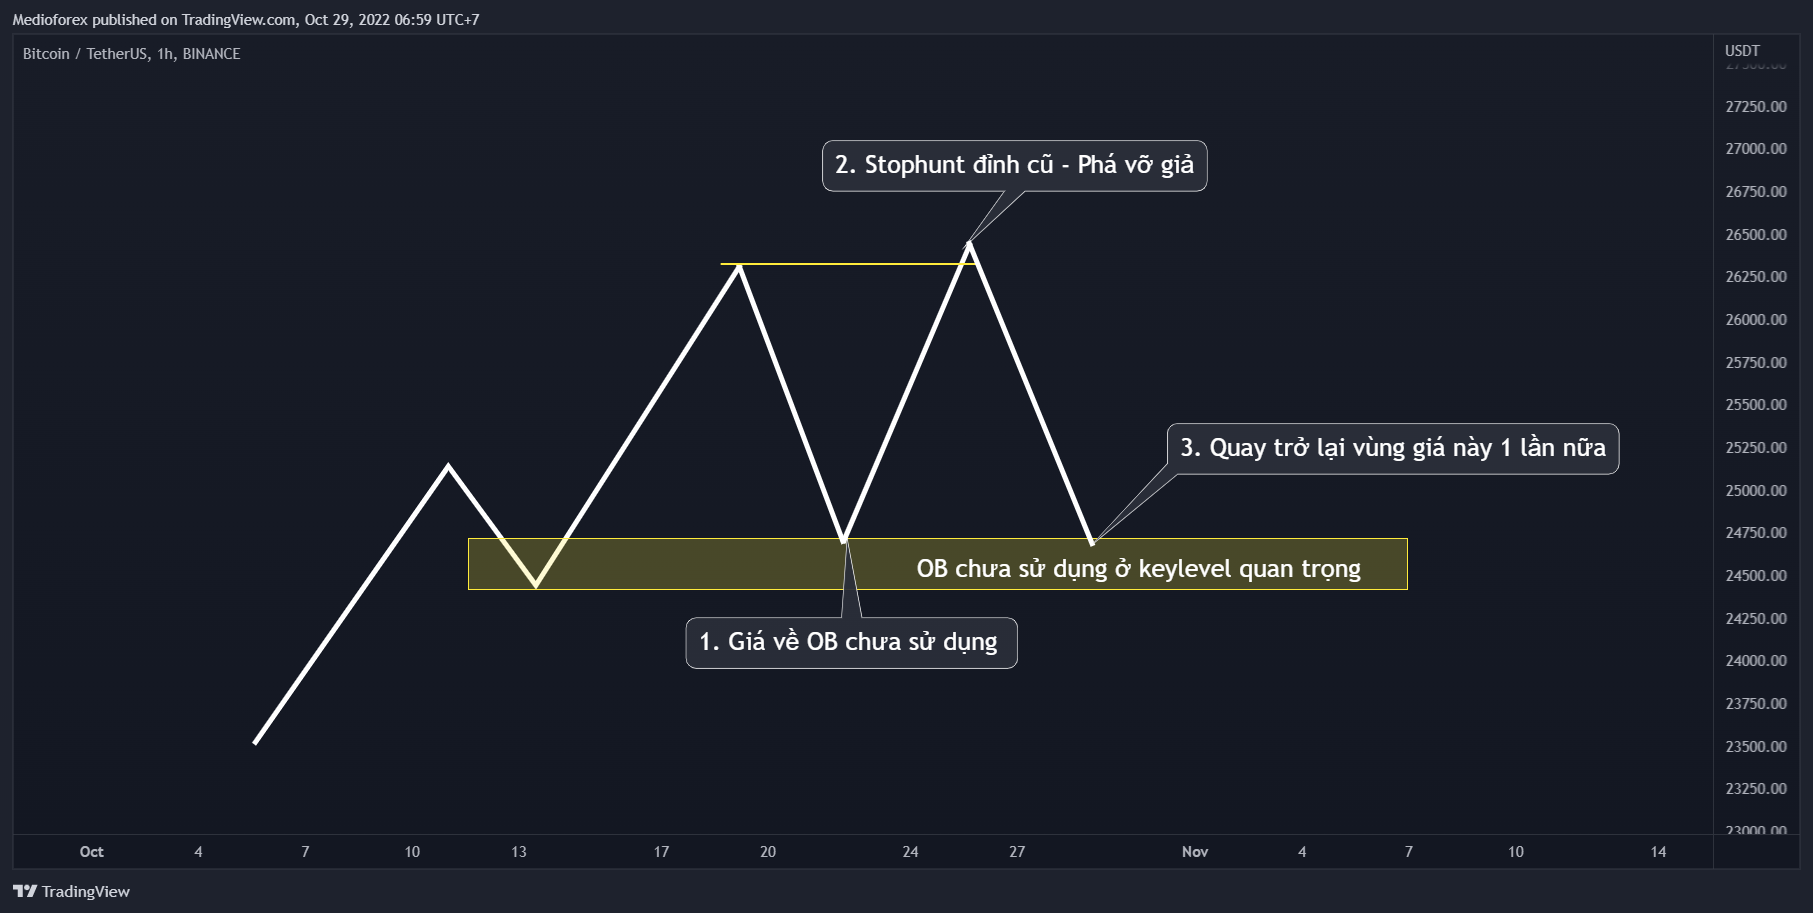 Medioforex published on TradingView.com, Oct 29, 2022 06:59 UTC+7
Bitcoin / TetherUS, 1h, BINANCE
USDT
27500.00
27250.00
27000.00
26750.00
26500.00
26250.00
26000.00
25750.00
25500.00
25250.00
25000.00
24750.00
24500.00
24250.00
24000.00
23750.00
23500.00
23250.00
23000.00
2. Stophunt đỉnh cũ - Phá vỡ giả
3. Quay trở lại vùng giá này 1 lần nữa
OB chưa sử dụng ở keylevel quan trọng
1. Giá về OB chưa sử dụng
Oct 4 7 10 13 17 20 24 27 Nov 4 7 10 14
TradingView